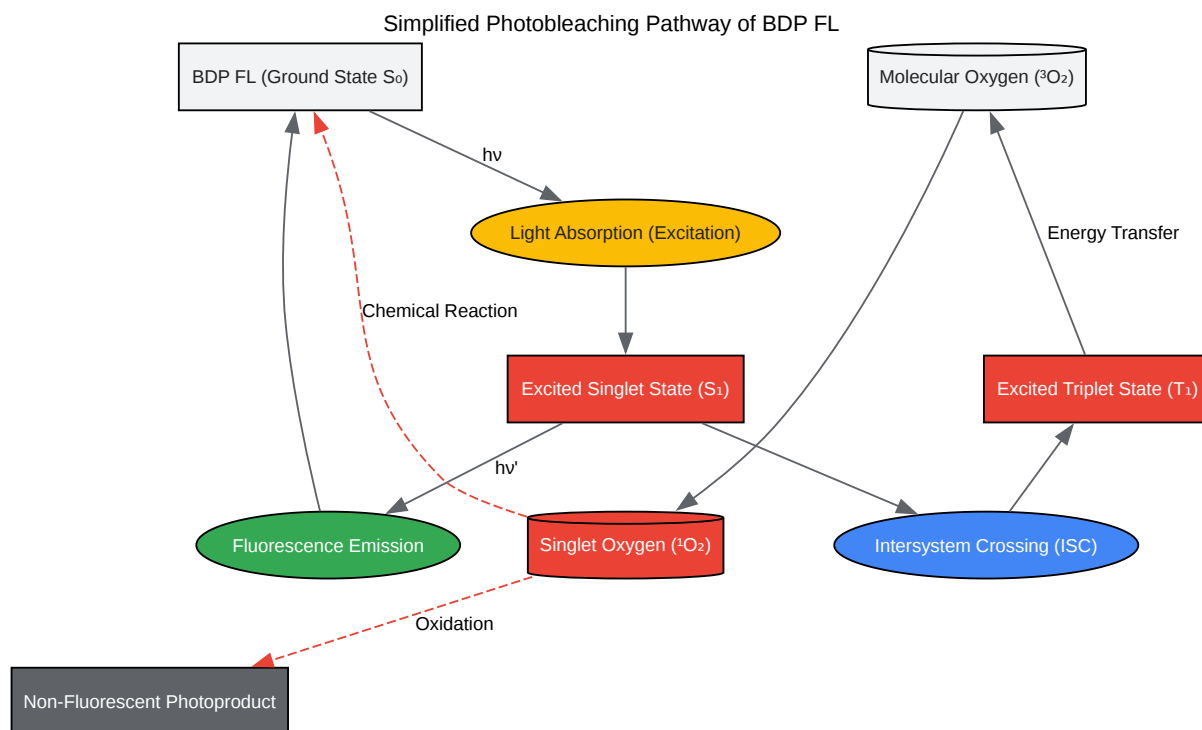 Simplified Photobleaching Pathway of BDP FL
BDP FL (Ground State S₀)
Molecular Oxygen (³O₂)
hν
Light Absorption (Excitation)
Energy Transfer
Chemical Reaction
Excited Singlet State (S₁)
Excited Triplet State (T₁)
hν'
Fluorescence Emission
Singlet Oxygen (¹O₂)
Intersystem Crossing (ISC)
Oxidation
Non-Fluorescent Photoproduct